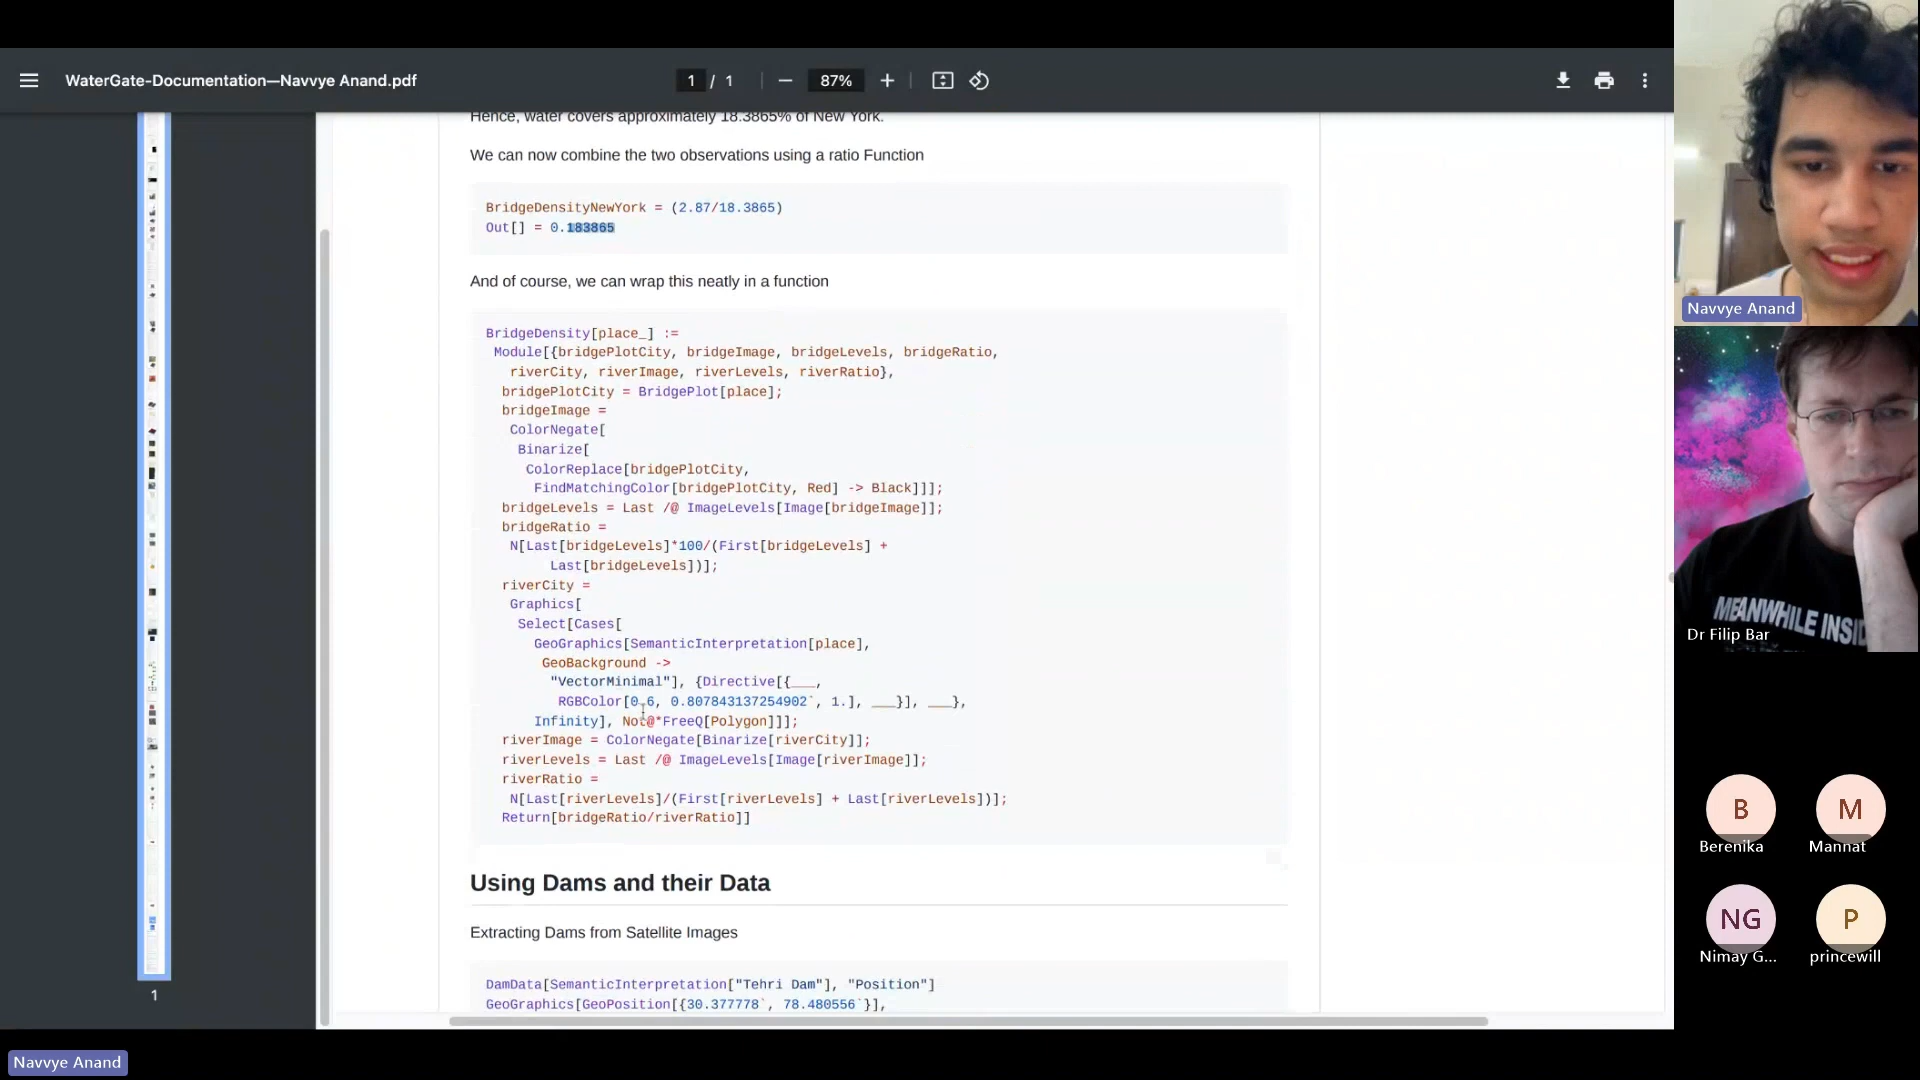 WaterGate-Documentation—Navvye Anand.pdf
1 / 1
87%
Hence, water covers approximately 18.3865% of New York.
We can now combine the two observations using a ratio Function
BridgeDensityNewYork = (2.87/18.3865)
Out[] = 0.183865
And of course, we can wrap this neatly in a function
BridgeDensity[place_] :=
Module[{bridgePlotCity, bridgeImage, bridgeLevels, bridgeRatio,
riverCity, riverImage, riverLevels, riverRatio},
bridgePlotCity = BridgePlot[place];
bridgeImage =
ColorNegate[
Binarize[
ColorReplace[bridgePlotCity,
FindMatchingColor[bridgePlotCity, Red] -> Black]]];
bridgeLevels = Last /@ ImageLevels[Image[bridgeImage]];
bridgeRatio =
N[Last[bridgeLevels]*100/(First[bridgeLevels] +
Last[bridgeLevels])];
riverCity =
Graphics[
Select[Cases[
GeoGraphics[SemanticInterpretation[place],
GeoBackground ->
"VectorMinimal"], {Directive[{___,
RGBColor[0.6, 0.807843137254902`, 1.], ___}], ___},
Infinity], Not@*FreeQ[Polygon]]];
riverImage = ColorNegate[Binarize[riverCity]];
riverLevels = Last /@ ImageLevels[Image[riverImage]];
riverRatio =
N[Last[riverLevels]/(First[riverLevels] + Last[riverLevels])];
Return[bridgeRatio/riverRatio]]
Using Dams and their Data
Extracting Dams from Satellite Images
DamData[SemanticInterpretation["Tehri Dam"], "Position"]
GeoGraphics[GeoPosition[{30.377778`, 78.480556`}],
1
Navvye Anand
Navvye Anand
MEANWHILE INSID
Dr Filip Bar
B
Berenika
M
Mannat
NG
Nimay G...
P
princewill